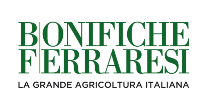 BONIFICHE
FERRARESI
LA GRANDE AGRICOLTURA ITALIANA